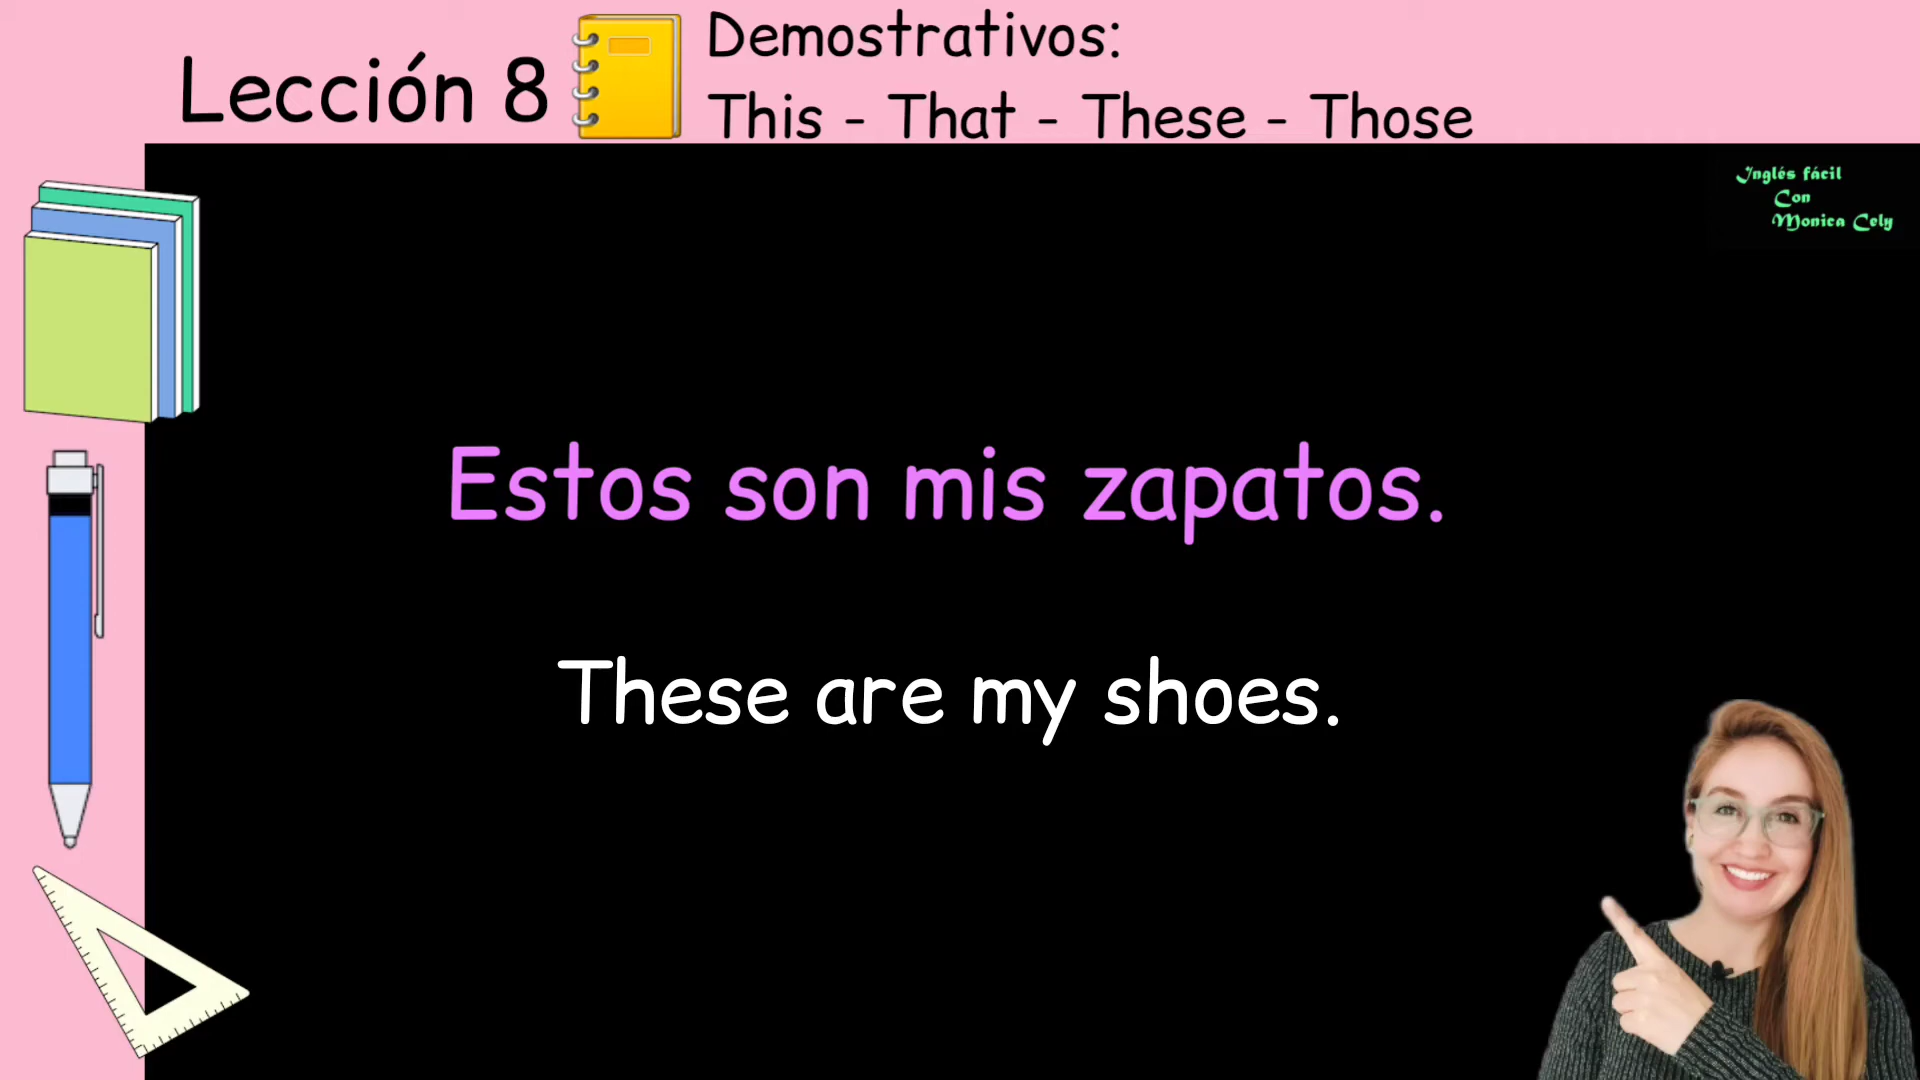 Lección 8
Demostrativos:
This - That - These - Those
Inglés fácil
Con
Monica Cely
Estos son mis zapatos.
These are my shoes.